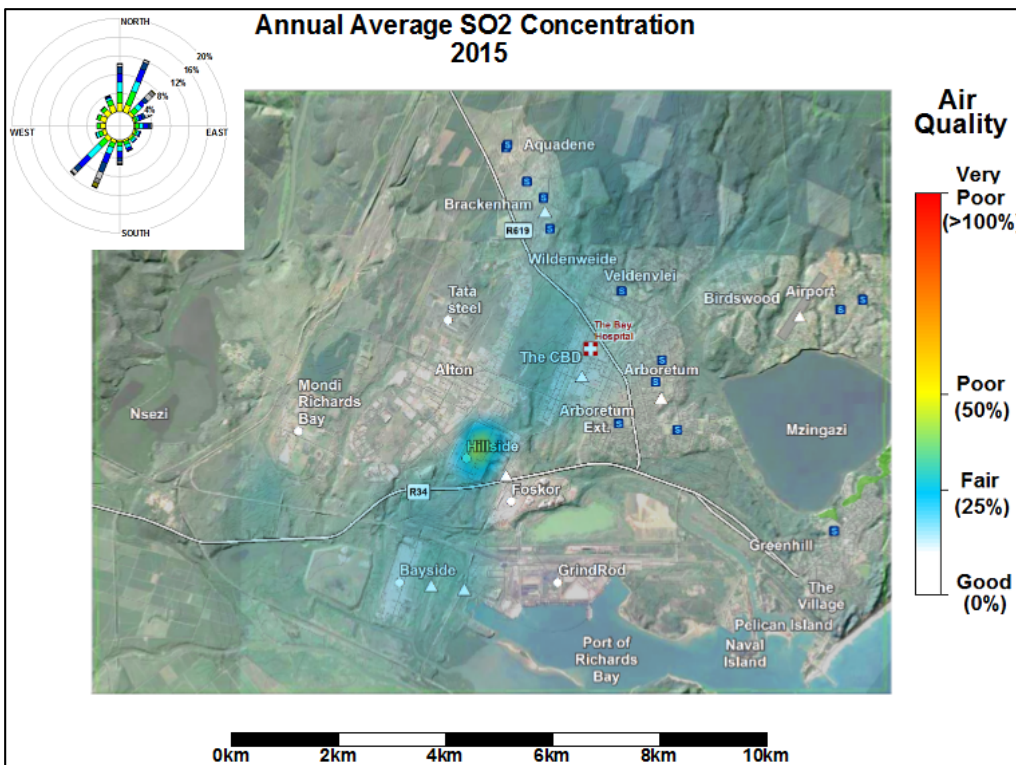 Annual Average SO2 Concentration
2015
NORTH
20%
16%
12%
8%
4%
WEST
EAST
SOUTH
Air
Quality
Very
Poor
(>100%)
Poor
(50%)
Fair
(25%)
Good
(0%)
S
Aquadene
S
Brackenham
S
S
R619
Wildenweide
Veldenvlei
S
Tata
steel
Birdswood
Airport
S
S
The Bay
Hospital
The CBD
S
Alton
Arboretum
S
Mondi
Richards
Bay
Nsezi
Arboretum
Ext.
S
S
Mzingazi
Hillside
R34
Foskor
S
Greenhill
Bayside
GrindRod
The
Village
Pelican Island
Port of
Richards
Bay
Naval
Island
0km
2km
4km
6km
8km
10km